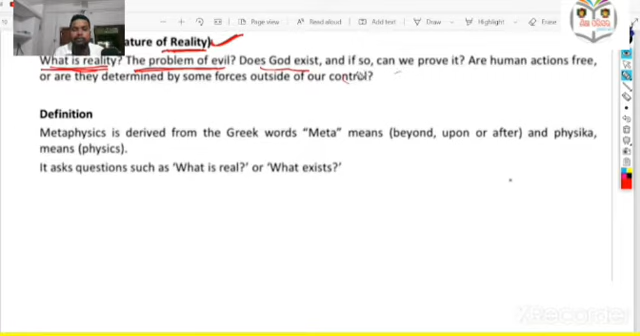 Page view | Read aloud | Add text | Draw | Highlight | Erase
ature of Reality)
What is reality? The problem of evil? Does God exist, and if so, can we prove it? Are human actions free,
or are they determined by some forces outside of our control?
Definition
Metaphysics is derived from the Greek words “Meta” means (beyond, upon or after) and physika,
means (physics).
It asks questions such as ‘What is real?’ or ‘What exists?’